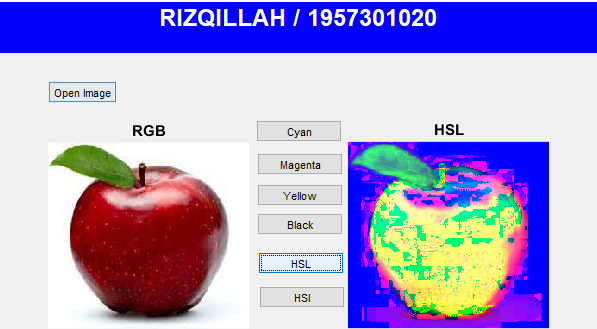 RIZQILLAH / 1957301020
Open Image
RGB
Cyan
HSL
Magenta
Yellow
Black
HSL
HSI